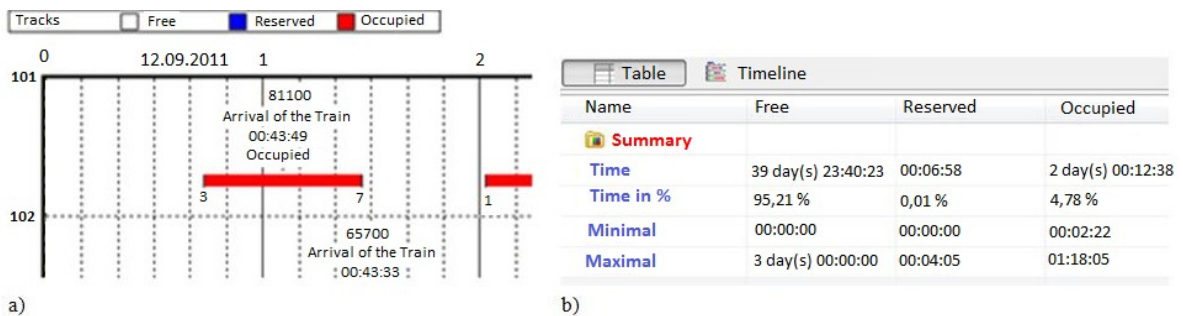 Tracks Free Reserved Occupied
0 12.09.2011 1 2
101
81100
Arrival of the Train
00:43:49
Occupied
3 7 1
102
65700
Arrival of the Train
00:43:33
a)
Table Timeline
Name Free Reserved Occupied
Summary
Time 39 day(s) 23:40:23 00:06:58 2 day(s) 00:12:38
Time in % 95,21 % 0,01 % 4,78 %
Minimal 00:00:00 00:00:00 00:02:22
Maximal 3 day(s) 00:00:00 00:04:05 01:18:05
b)